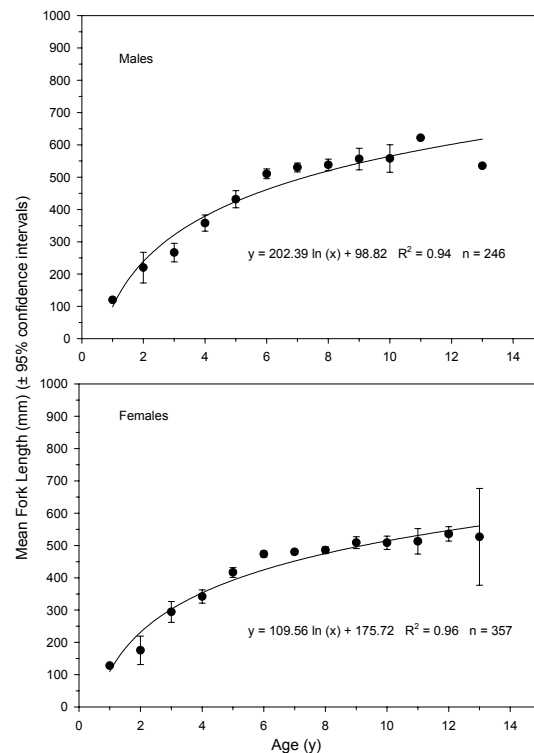 Mean Fork Length (mm) (± 95% confidence intervals)
1000
900
800
700
600
500
400
300
200
100
0
Males
y = 202.39 ln (x) + 98.82 R² = 0.94 n = 246
0 2 4 6 8 10 12 14
1000
900
800
700
600
500
400
300
200
100
0
Females
y = 109.56 ln (x) + 175.72 R² = 0.96 n = 357
0 2 4 6 8 10 12 14
Age (y)